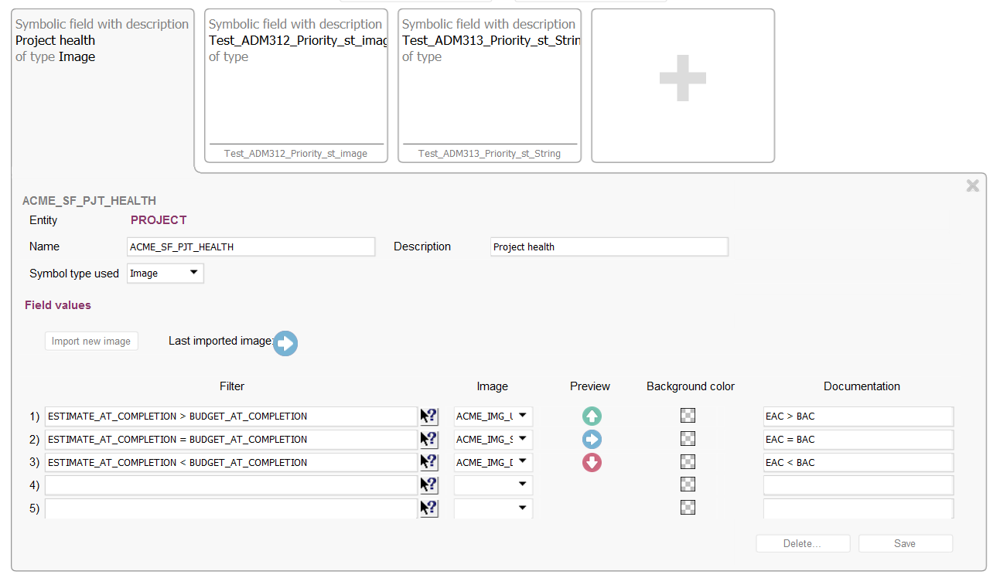 Symbolic field with description
Project health
of type Image
Symbolic field with description
Test_ADM312_Priority_st_imag
of type
Test_ADM312_Priority_st_image
Symbolic field with description
Test_ADM313_Priority_st_Strin
of type
Test_ADM313_Priority_st_String
ACME_SF_PJT_HEALTH
Entity PROJECT
Name ACME_SF_PJT_HEALTH Description Project health
Symbol type used Image
Field values
Import new image Last imported image:
Filter Image Preview Background color Documentation
1) ESTIMATE_AT_COMPLETION > BUDGET_AT_COMPLETION ? ACME_IMG_U EAC > BAC
2) ESTIMATE_AT_COMPLETION = BUDGET_AT_COMPLETION ? ACME_IMG_S EAC = BAC
3) ESTIMATE_AT_COMPLETION < BUDGET_AT_COMPLETION ? ACME_IMG_D EAC < BAC
4) ?
5) ?
Delete... Save